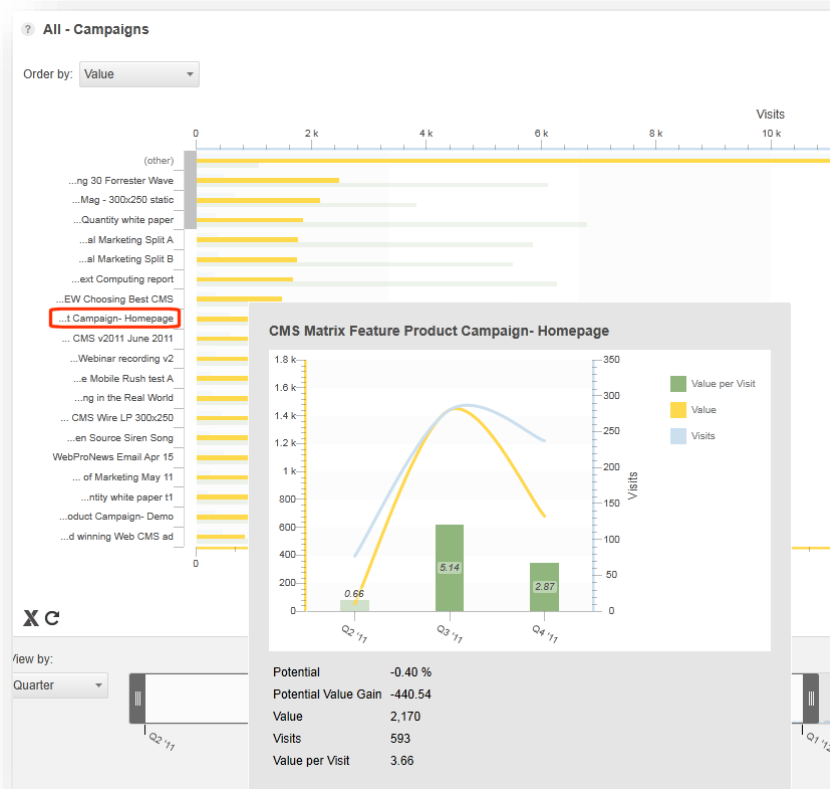 ? All - Campaigns
Order by: Value
Visits
0 2 k 4 k 6 k 8 k 10 k
(other)
...ng 30 Forrester Wave
...Mag - 300x250 static
...Quantity white paper
...al Marketing Split A
...al Marketing Split B
...ext Computing report
...EW Choosing Best CMS
...t Campaign- Homepage
... CMS v2011 June 2011
...Webinar recording v2
...e Mobile Rush test A
...ng in the Real World
... CMS Wire LP 300x250
...en Source Siren Song
WebProNews Email Apr 15
... of Marketing May 11
...ntity white paper t1
...oduct Campaign- Demo
...d winning Web CMS ad
0
CMS Matrix Feature Product Campaign- Homepage
1.8 k 350
1.6 k 300
1.4 k 250
1.2 k 200
1 k 150
800 100
600 50
400 0
200
0
Visits
Value per Visit
Value
Visits
0.66 5.14 2.87
Q2 '11 Q3 '11 Q4 '11
Potential -0.40 %
Potential Value Gain -440.54
Value 2,170
Visits 593
Value per Visit 3.66
View by:
Quarter
Q2 '11 Q1 '12